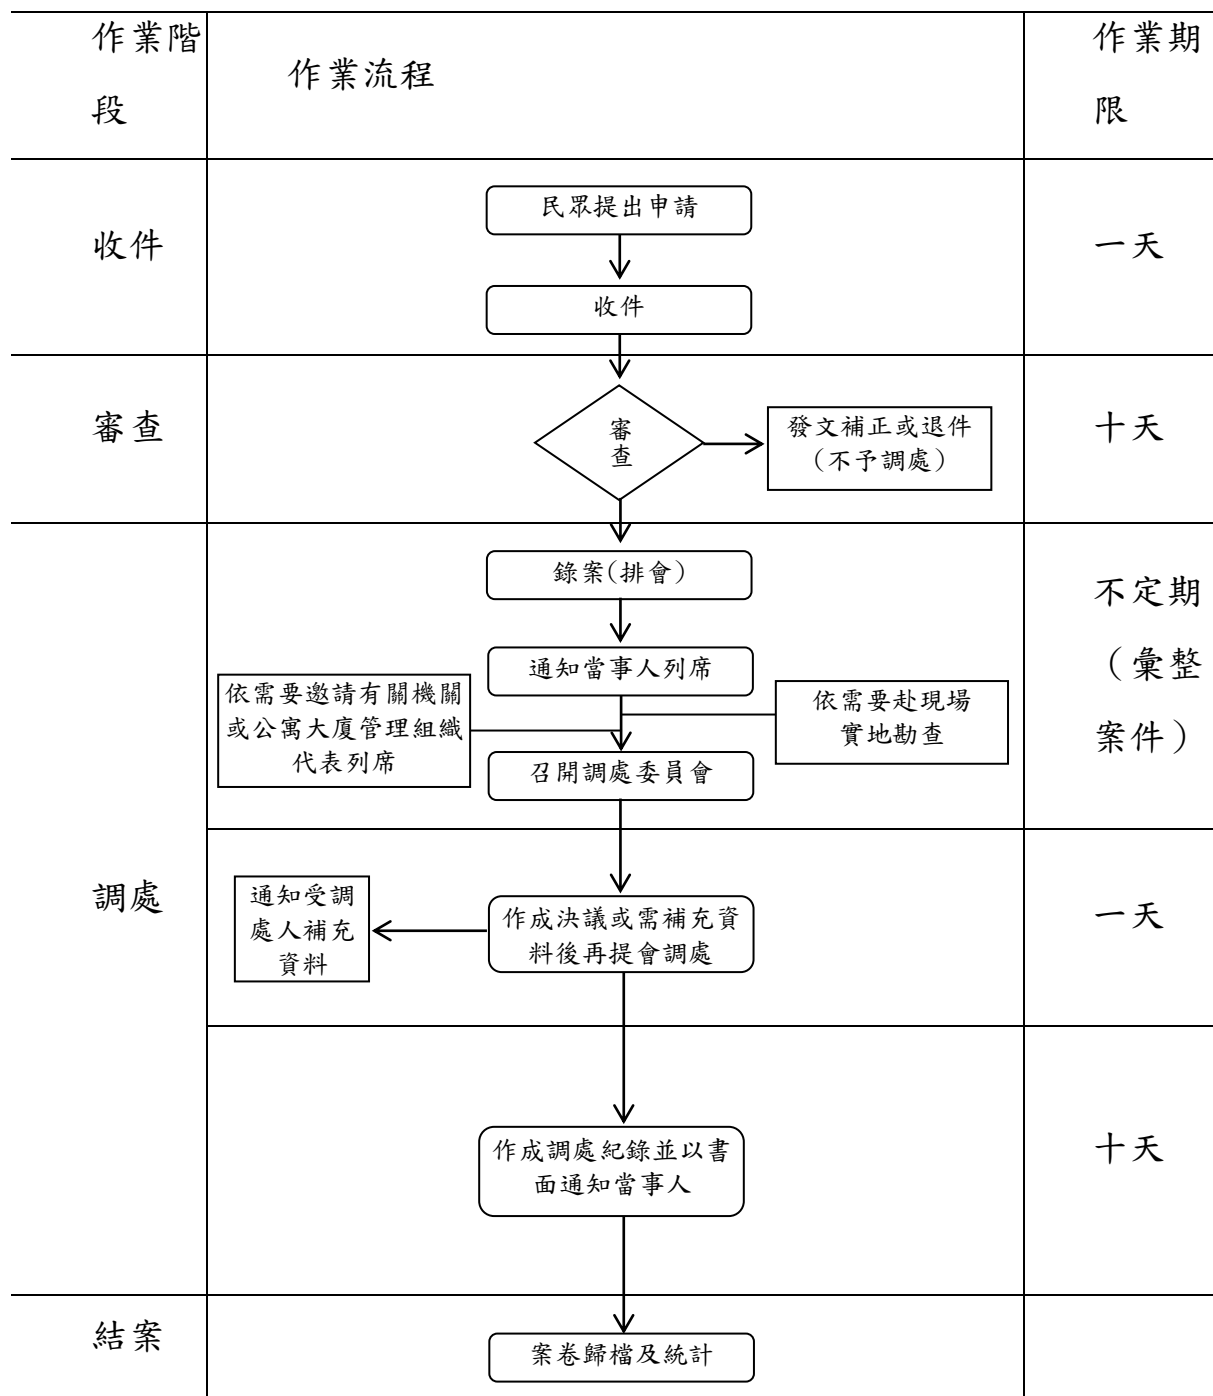 作業階
段
作業流程
作業期
限
收件
民眾提出申請
收件
一天
審查
審
查
發文補正或退件
（不予調處）
十天
調處
錄案(排會)
通知當事人列席
依需要邀請有關機關
或公寓大廈管理組織
代表列席
依需要赴現場
實地勘查
召開調處委員會
不定期
（彙整
案件）
通知受調
處人補充
資料
作成決議或需補充資
料後再提會調處
一天
作成調處紀錄並以書
面通知當事人
十天
結案
案卷歸檔及統計